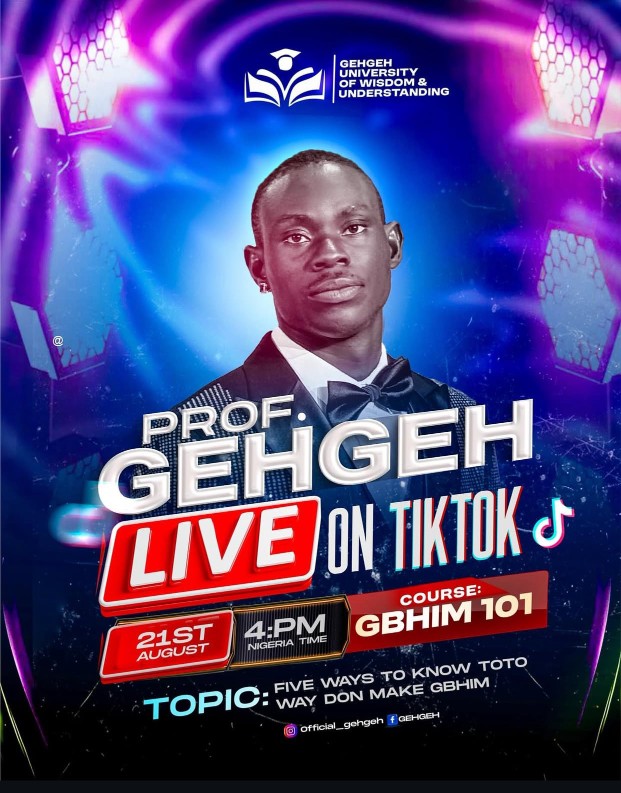 GEHGEH
UNIVERSITY
OF WISDOM &
UNDERSTANDING
@
PROF.
GEHGEH
LIVE ON TIKTOK
21ST
AUGUST
4:PM
NIGERIA TIME
COURSE:
GBHIM 101
TOPIC: FIVE WAYS TO KNOW TOTO
WAY DON MAKE GBHIM
official_gehgeh f GEHGEH